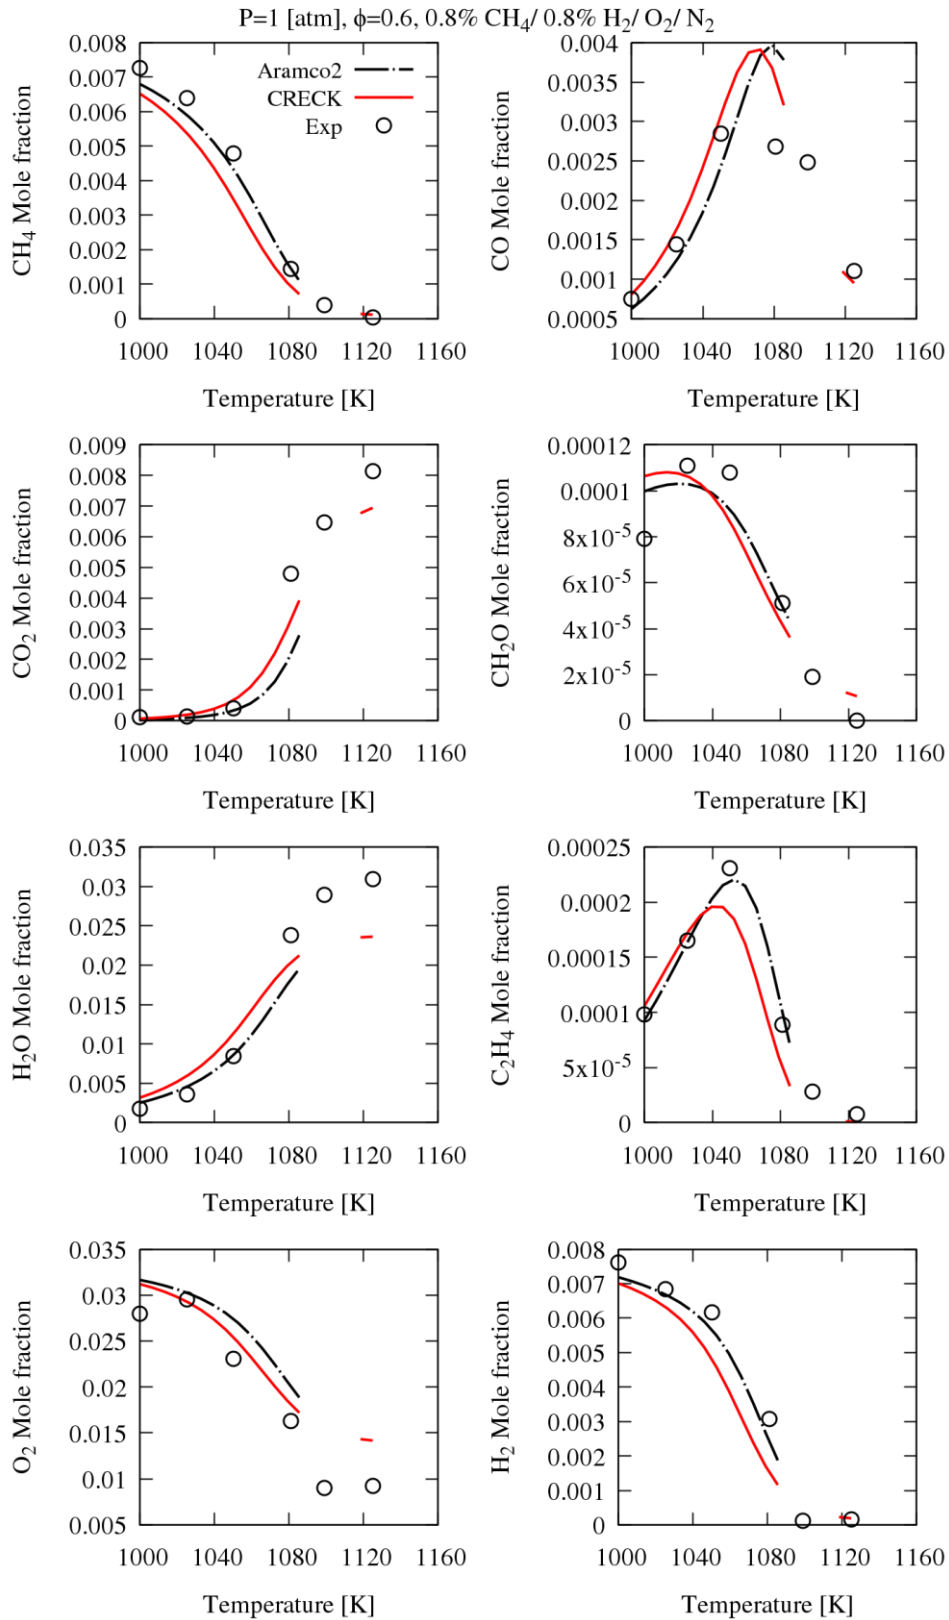 P=1 [atm], ϕ=0.6, 0.8% CH₄/ 0.8% H₂/ O₂/ N₂
CH₄ Mole fraction
0.008
0.007
0.006
0.005
0.004
0.003
0.002
0.001
0
Aramco2
CRECK
Exp
1000 1040 1080 1120 1160
Temperature [K]
CO Mole fraction
0.004
0.0035
0.003
0.0025
0.002
0.0015
0.001
0.0005
1000 1040 1080 1120 1160
Temperature [K]
CO₂ Mole fraction
0.009
0.008
0.007
0.006
0.005
0.004
0.003
0.002
0.001
0
1000 1040 1080 1120 1160
Temperature [K]
CH₂O Mole fraction
0.00012
0.0001
8x10⁻⁵
6x10⁻⁵
4x10⁻⁵
2x10⁻⁵
0
1000 1040 1080 1120 1160
Temperature [K]
H₂O Mole fraction
0.035
0.03
0.025
0.02
0.015
0.01
0.005
0
1000 1040 1080 1120 1160
Temperature [K]
C₂H₄ Mole fraction
0.00025
0.0002
0.00015
0.0001
5x10⁻⁵
0
1000 1040 1080 1120 1160
Temperature [K]
O₂ Mole fraction
0.035
0.03
0.025
0.02
0.015
0.01
0.005
1000 1040 1080 1120 1160
Temperature [K]
H₂ Mole fraction
0.008
0.007
0.006
0.005
0.004
0.003
0.002
0.001
0
1000 1040 1080 1120 1160
Temperature [K]